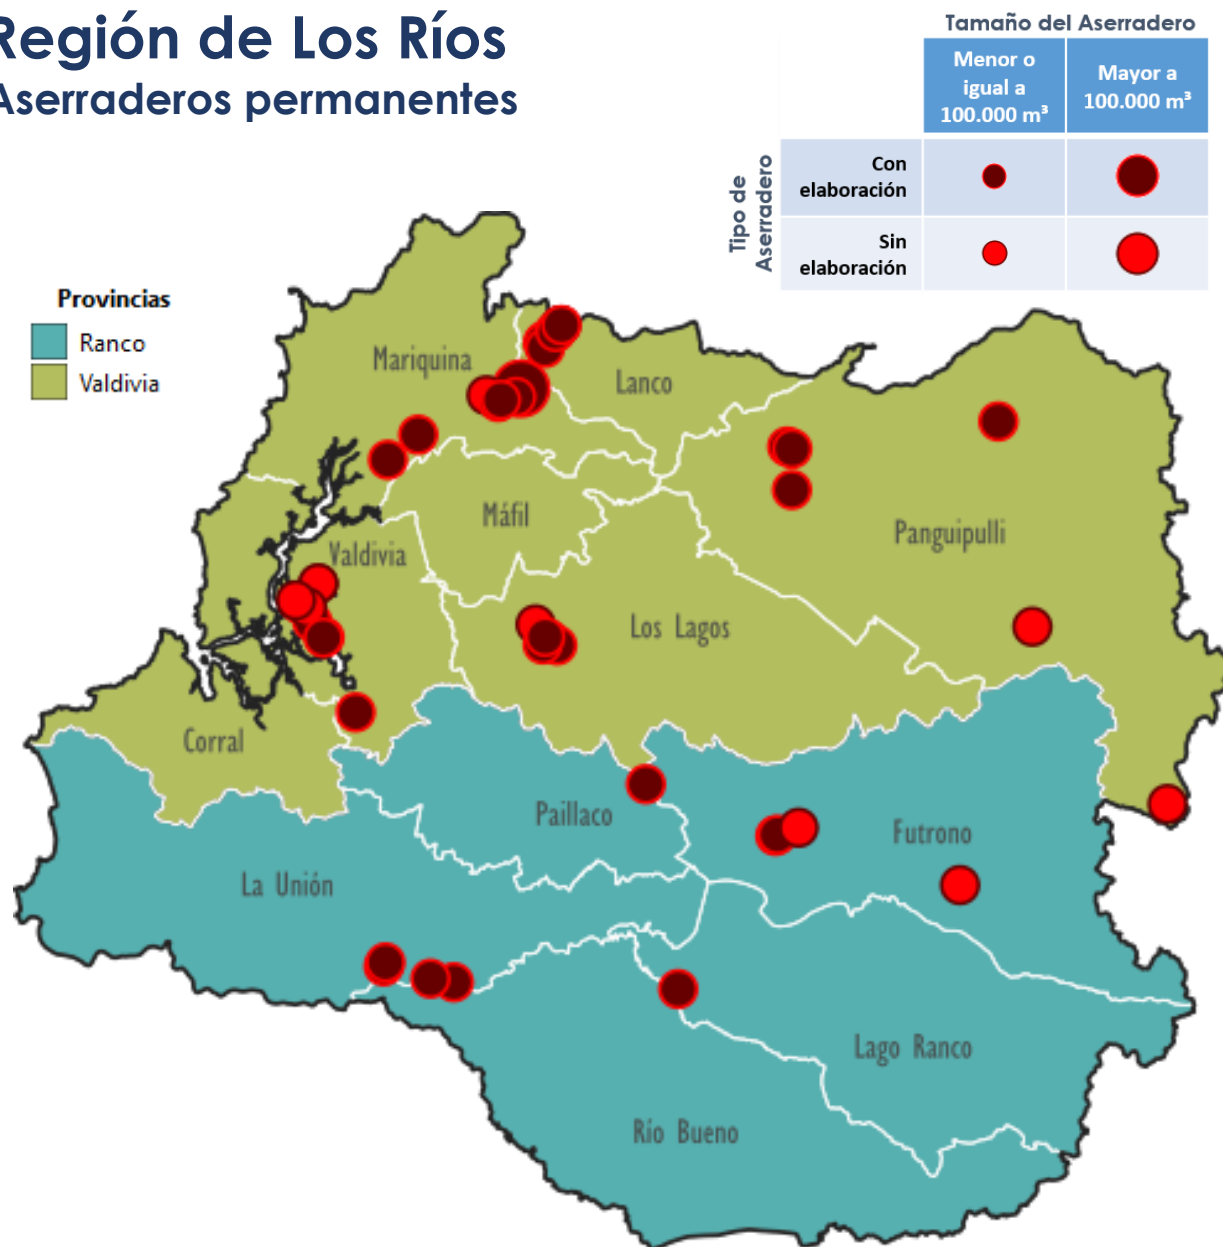 Región de Los Ríos
Aserraderos permanentes
Tamaño del Aserradero
Menor o
igual a
100.000 m³
Mayor a
100.000 m³
Tipo de
Aserradero
Con
elaboración
Sin
elaboración
Provincias
Ranco
Valdivia
Mariquina
Lanco
Máfil
Panguipulli
Valdivia
Los Lagos
Corral
Paillaco
Futrono
La Unión
Lago Ranco
Río Bueno